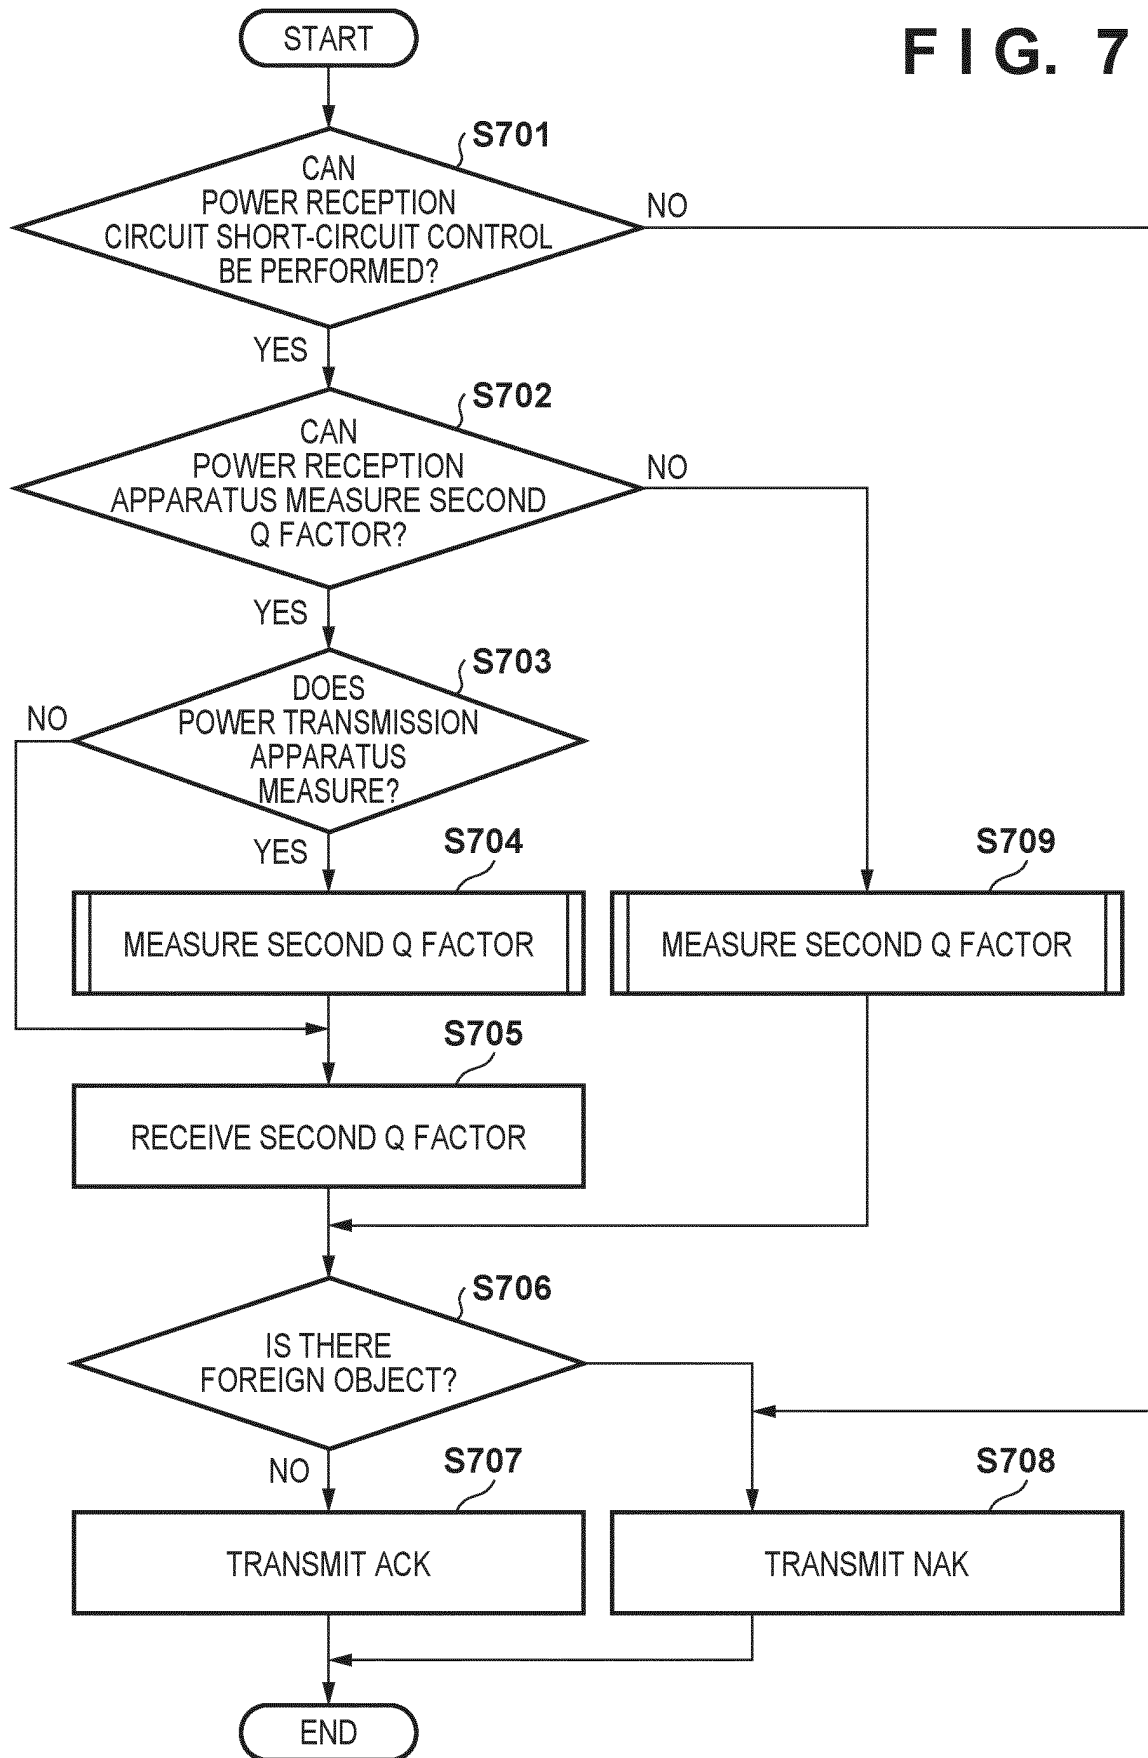 START
FIG. 7
S701
CAN
POWER RECEPTION
CIRCUIT SHORT-CIRCUIT CONTROL
BE PERFORMED?
NO
YES
S702
CAN
POWER RECEPTION
APPARATUS MEASURE SECOND
Q FACTOR?
NO
YES
S703
DOES
POWER TRANSMISSION
APPARATUS
MEASURE?
NO
YES
S704
MEASURE SECOND Q FACTOR
S709
MEASURE SECOND Q FACTOR
S705
RECEIVE SECOND Q FACTOR
S706
IS THERE
FOREIGN OBJECT?
NO
S707
TRANSMIT ACK
S708
TRANSMIT NAK
END